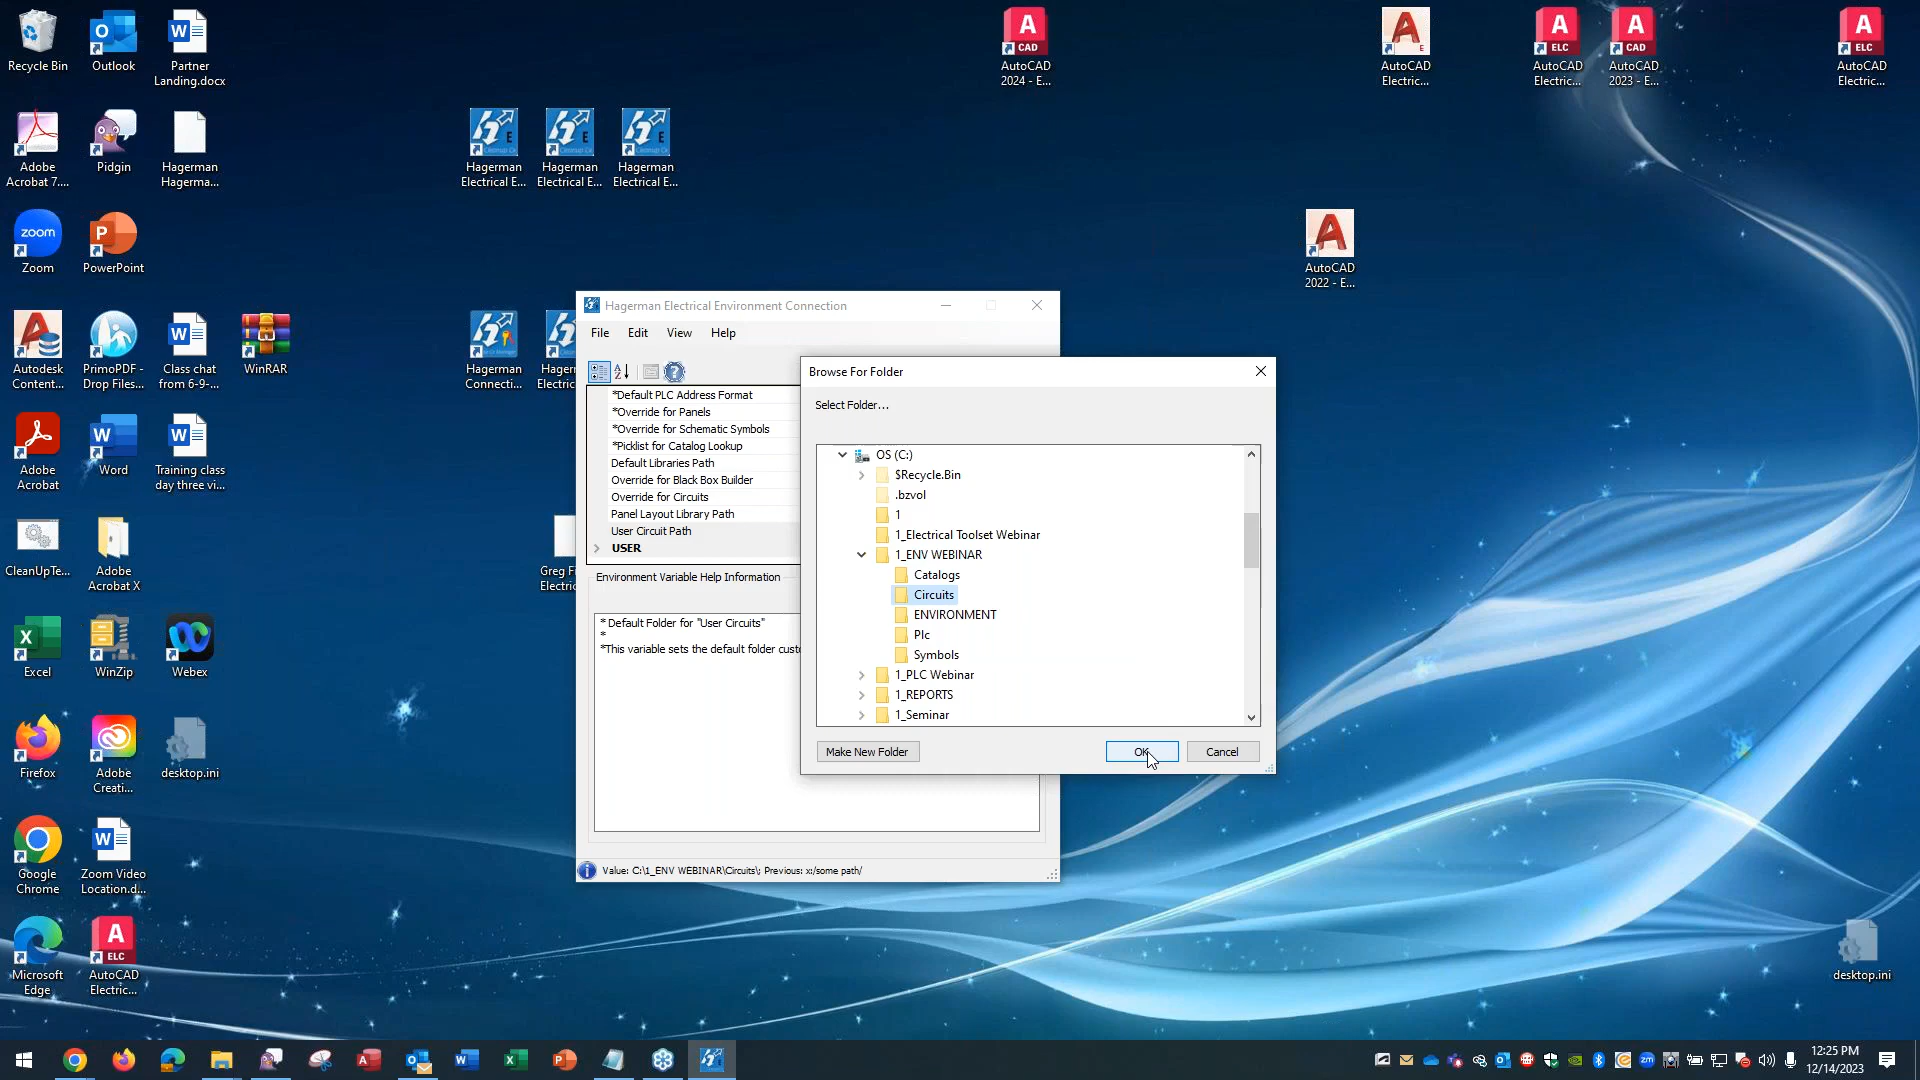 Recycle Bin
Outlook
Partner
Landing.docx
CAD
AutoCAD
2024 - E...
AutoCAD
Electric...
ELC
AutoCAD
Electric...
CAD
AutoCAD
2023 - E...
ELC
AutoCAD
Electric...
Adobe
Acrobat 7....
Pidgin
Hagerman
Hagerma...
Hagerman
Electrical E...
Hagerman
Electrical E...
Hagerman
Electrical E...
zoom
Zoom
PowerPoint
AutoCAD
2022 - E...
Autodesk
Content...
PrimoPDF -
Drop Files...
Class chat
from 6-9-...
WinRAR
Hagerman
Connecti...
Hager
Electric
Adobe
Acrobat
Word
Training class
day three vi...
CleanUpTe...
Adobe
Acrobat X
Greg Fi
Electric
Excel
WinZip
Webex
Firefox
Adobe
Creati...
desktop.ini
Google
Chrome
Zoom Video
Location.d...
Microsoft
Edge
ELC
AutoCAD
Electric...
desktop.ini
Hagerman Electrical Environment Connection
File
Edit
View
Help
*Default PLC Address Format
*Override for Panels
*Override for Schematic Symbols
*Picklist for Catalog Lookup
Default Libraries Path
Override for Black Box Builder
Override for Circuits
Panel Layout Library Path
User Circuit Path
USER
Environment Variable Help Information
* Default Folder for "User Circuits"
*
*This variable sets the default folder custo
Value: C:\1_ENV WEBINAR\Circuits\; Previous: x:/some path/
Browse For Folder
Select Folder...
OS (C:)
$Recycle.Bin
.bzvol
1
1_Electrical Toolset Webinar
1_ENV WEBINAR
Catalogs
Circuits
ENVIRONMENT
Plc
Symbols
1_PLC Webinar
1_REPORTS
1_Seminar
Make New Folder
OK
Cancel
12:25 PM
12/14/2023